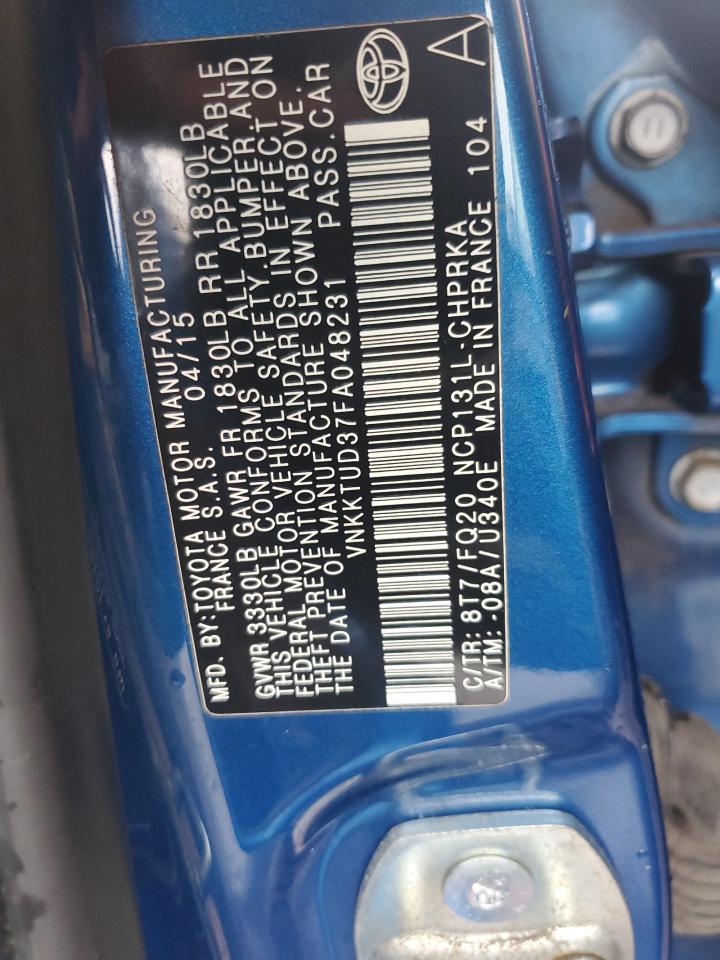 MFD. BY:TOYOTA MOTOR MANUFACTURING
FRANCE S.A.S. 04/15
GVWR 3330LB GAWR FR 1830LB RR 1830LB
THIS VEHICLE CONFORMS TO ALL APPLICABLE
FEDERAL MOTOR VEHICLE SAFETY,BUMPER,AND
THEFT PREVENTION STANDARDS IN EFFECT ON
THE DATE OF MANUFACTURE SHOWN ABOVE.
VNKKTUD37FA048231 PASS.CAR
C/TR: 8T7/FQ20 NCP131L-CHPRKA
A/TM: -08A/U340E MADE IN FRANCE 104
A